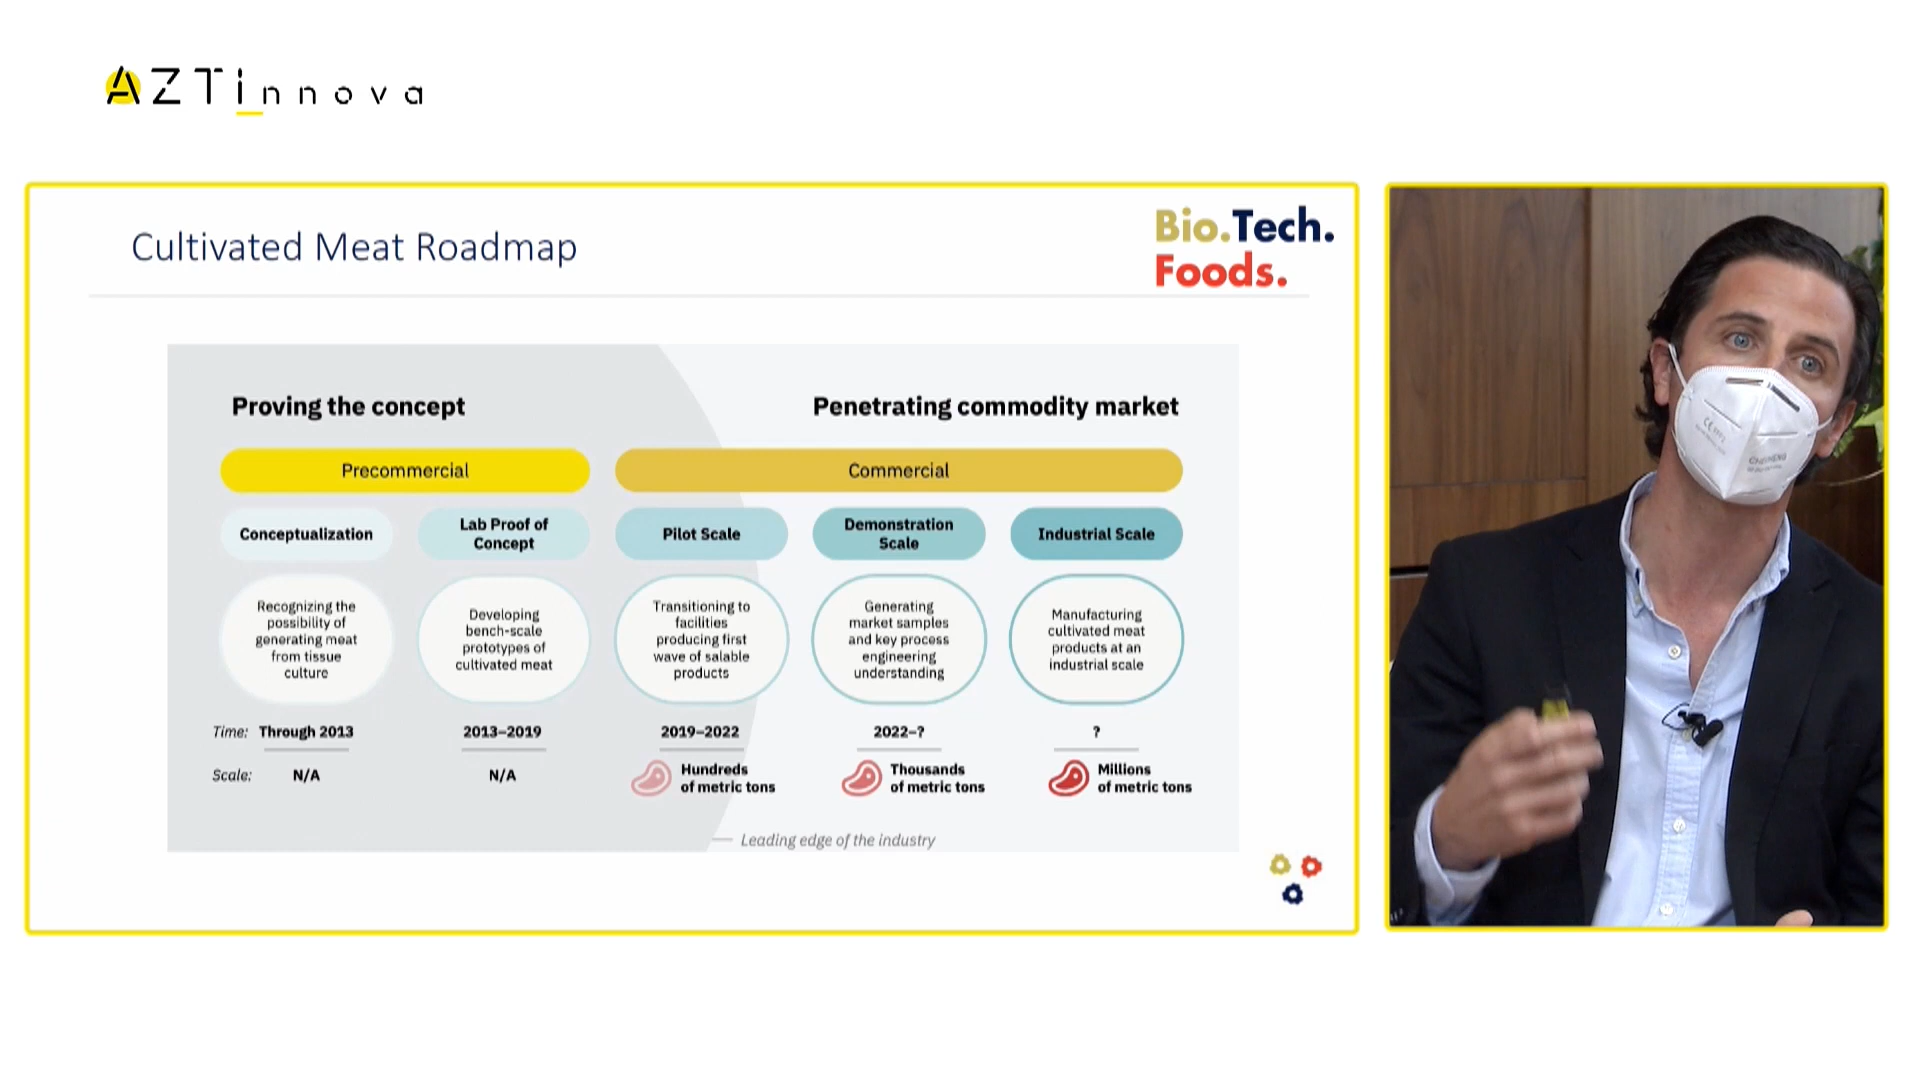 AZTInnova
Cultivated Meat Roadmap
Bio.Tech.
Foods.
Proving the concept
Penetrating commodity market
Precommercial
Commercial
Conceptualization
Lab Proof of
Concept
Pilot Scale
Demonstration
Scale
Industrial Scale
Recognizing the
possibility of
generating meat
from tissue
culture
Developing
bench-scale
prototypes of
cultivated meat
Transitioning to
facilities
producing first
wave of salable
products
Generating
market samples
and key process
engineering
understanding
Manufacturing
cultivated meat
products at an
industrial scale
Time: Through 2013
2013–2019
2019–2022
2022–?
?
Scale: N/A
N/A
Hundreds
of metric tons
Thousands
of metric tons
Millions
of metric tons
Leading edge of the industry